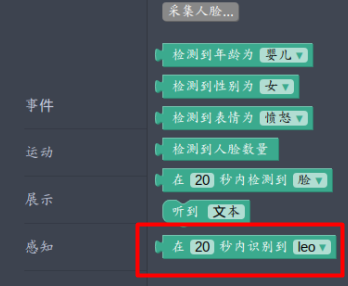 采集人脸...
检测到年龄为 婴儿
检测到性别为 女
事件
检测到表情为 愤怒
运动
检测到人脸数量
在 20 秒内检测到 脸
展示
听到 文本
感知
在 20 秒内识别到 leo